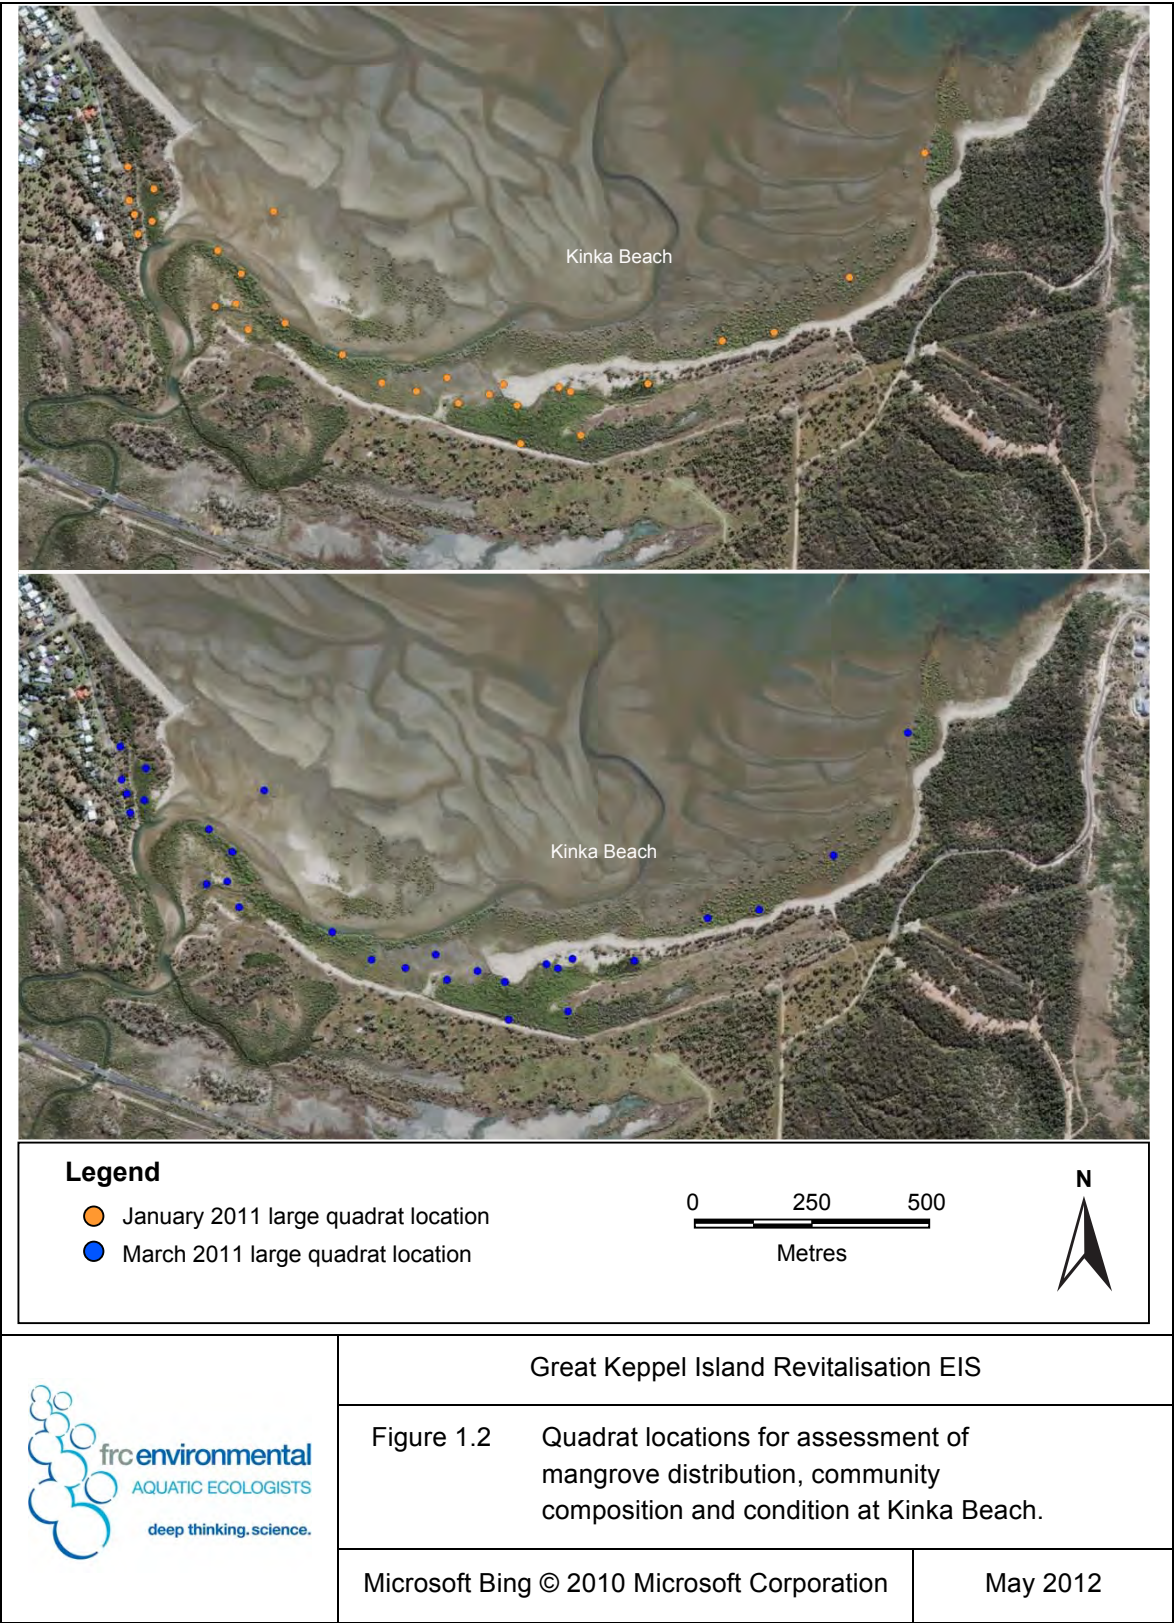 Kinka Beach
Kinka Beach
Legend
January 2011 large quadrat location
March 2011 large quadrat location
0 250 500
Metres
N
frc environmental
AQUATIC ECOLOGISTS
deep thinking. science.
Great Keppel Island Revitalisation EIS
Figure 1.2 Quadrat locations for assessment of
mangrove distribution, community
composition and condition at Kinka Beach.
Microsoft Bing © 2010 Microsoft Corporation
May 2012